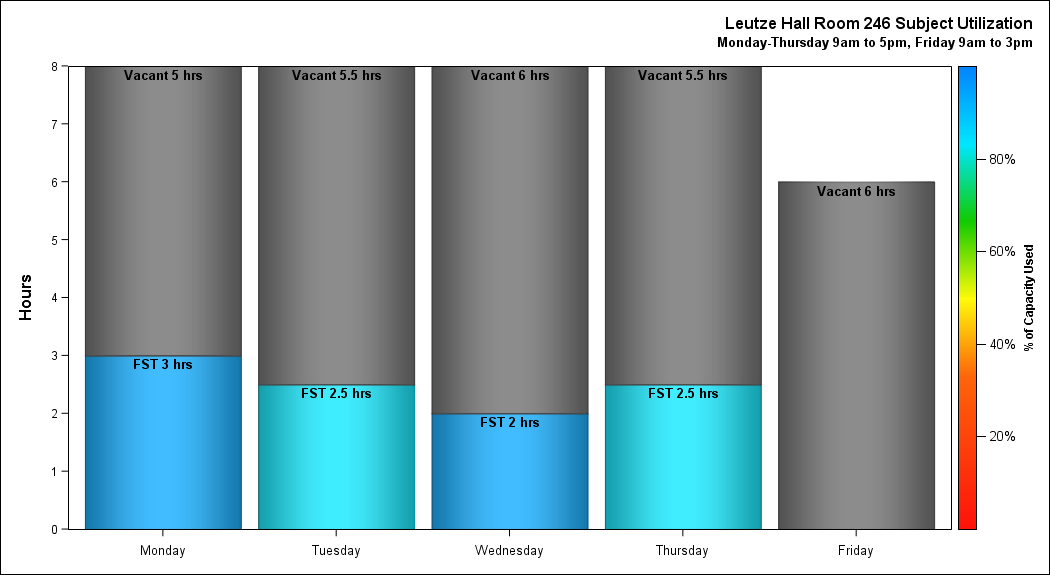 Leutze Hall Room 246 Subject Utilization
Monday-Thursday 9am to 5pm, Friday 9am to 3pm
Hours
8
7
6
5
4
3
2
1
0
Vacant 5 hrs
Vacant 5.5 hrs
Vacant 6 hrs
Vacant 5.5 hrs
Vacant 6 hrs
FST 3 hrs
FST 2.5 hrs
FST 2 hrs
FST 2.5 hrs
Monday
Tuesday
Wednesday
Thursday
Friday
80%
60%
40%
20%
% of Capacity Used